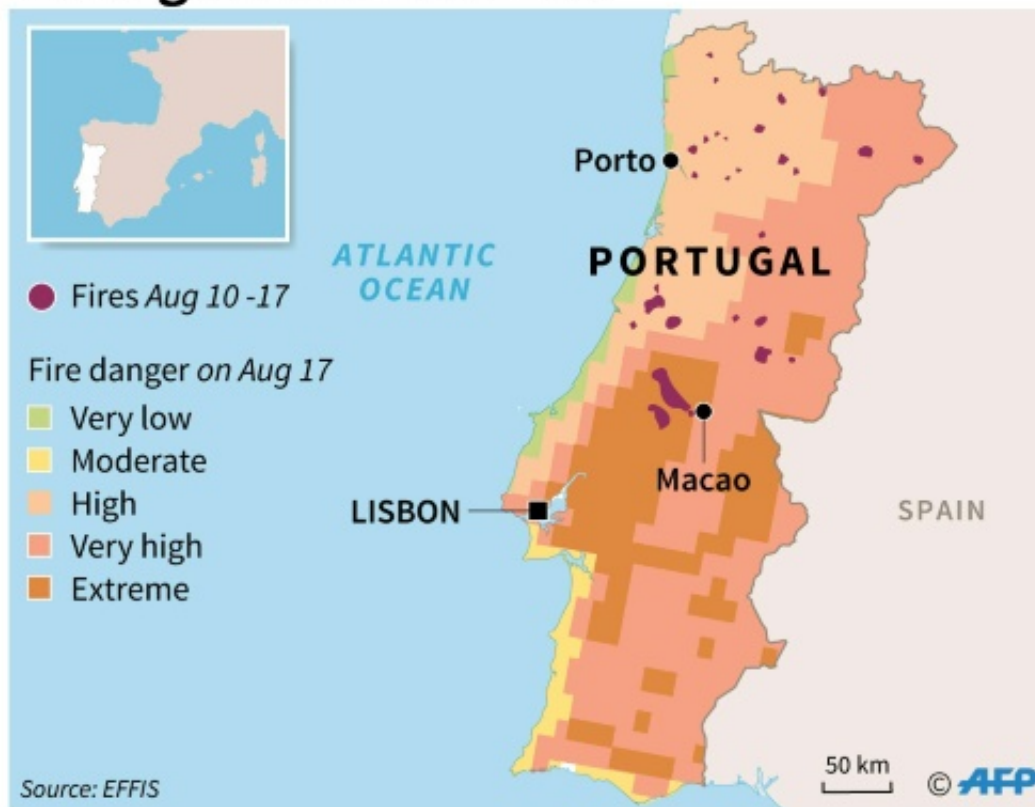 Porto
ATLANTIC
OCEAN
PORTUGAL
Fires Aug 10 -17
Fire danger on Aug 17
Very low
Moderate
High
Very high
Extreme
Macao
LISBON
SPAIN
50 km
Source: EFFIS
© AFP